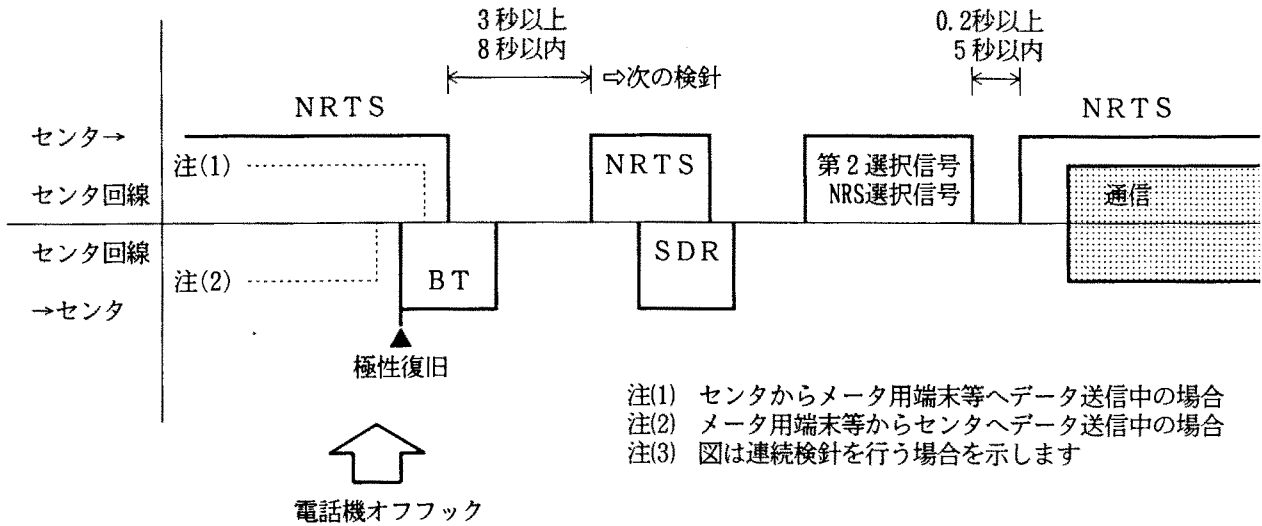 3秒以上
8秒以内
0.2秒以上
5秒以内
⇨次の検針
NRTS
NRTS
センタ→
センタ回線
注(1)
NRTS
第2選択信号
NRS選択信号
通信
センタ回線
→センタ
注(2)
BT
SDR
極性復旧
電話機オフフック
注(1) センタからメータ用端末等へデータ送信中の場合
注(2) メータ用端末等からセンタへデータ送信中の場合
注(3) 図は連続検針を行う場合を示します